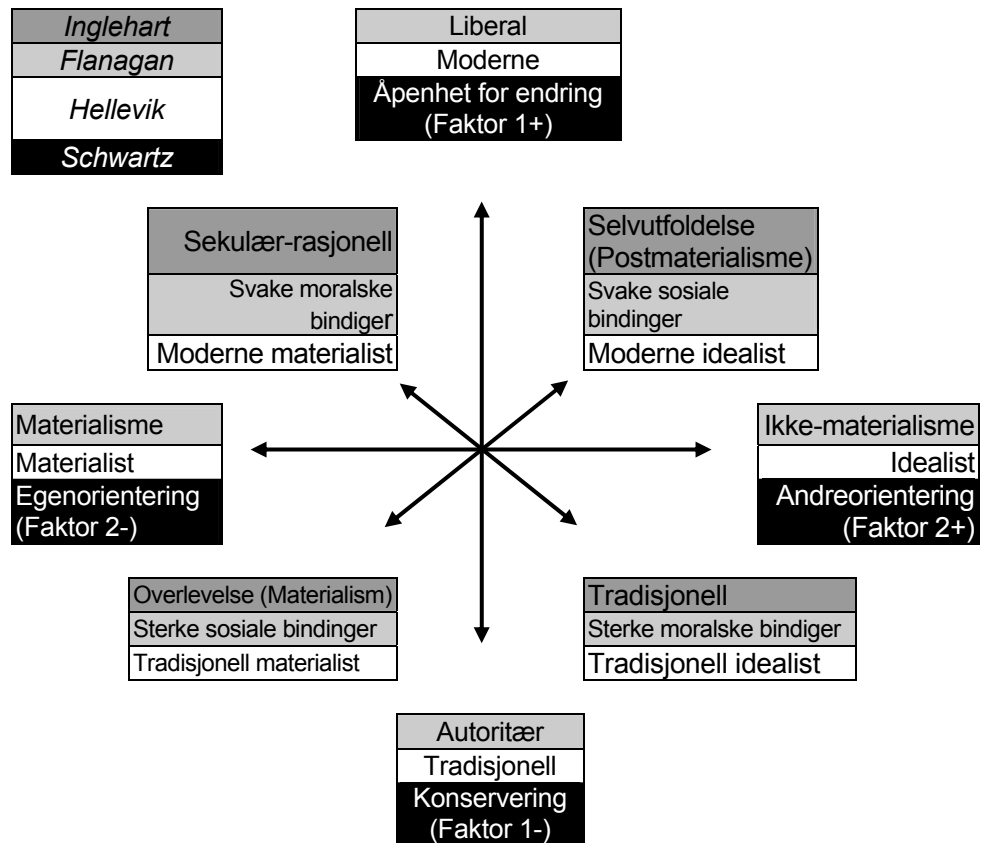 Inglehart
Flanagan
Hellevik
Schwartz
Liberal
Moderne
Åpenhet for endring
(Faktor 1+)
Sekulær-rasjonell
Svake moralske
bindiger
Moderne materialist
Selvutfoldelse
(Postmaterialisme)
Svake sosiale
bindinger
Moderne idealist
Materialisme
Materialist
Egenorientering
(Faktor 2-)
Ikke-materialisme
Idealist
Andreorientering
(Faktor 2+)
Overlevelse (Materialism)
Sterke sosiale bindinger
Tradisjonell materialist
Tradisjonell
Sterke moralske bindiger
Tradisjonell idealist
Autoritær
Tradisjonell
Konservering
(Faktor 1-)